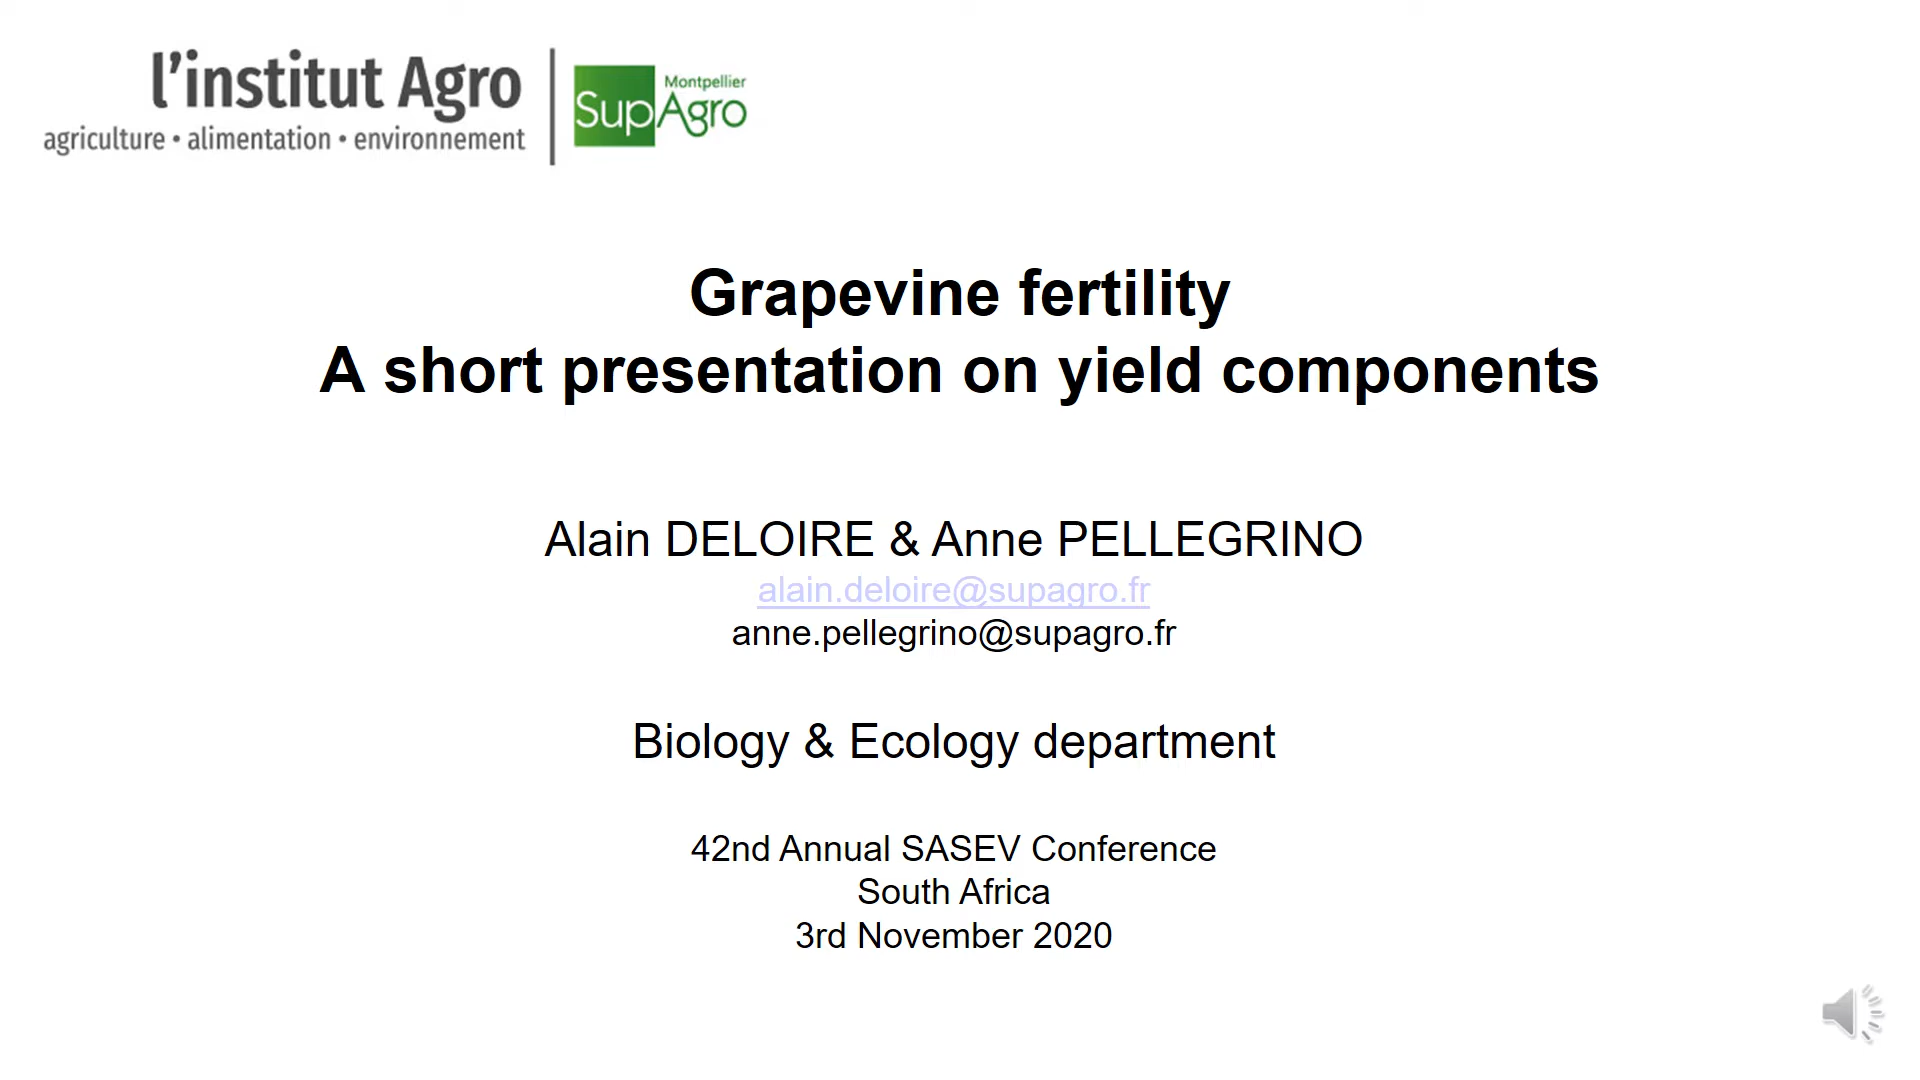 l'institut Agro
agriculture • alimentation • environnement
Montpellier
SupAgro
Grapevine fertility
A short presentation on yield components
Alain DELOIRE & Anne PELLEGRINO
alain.deloire@supagro.fr
anne.pellegrino@supagro.fr
Biology & Ecology department
42nd Annual SASEV Conference
South Africa
3rd November 2020